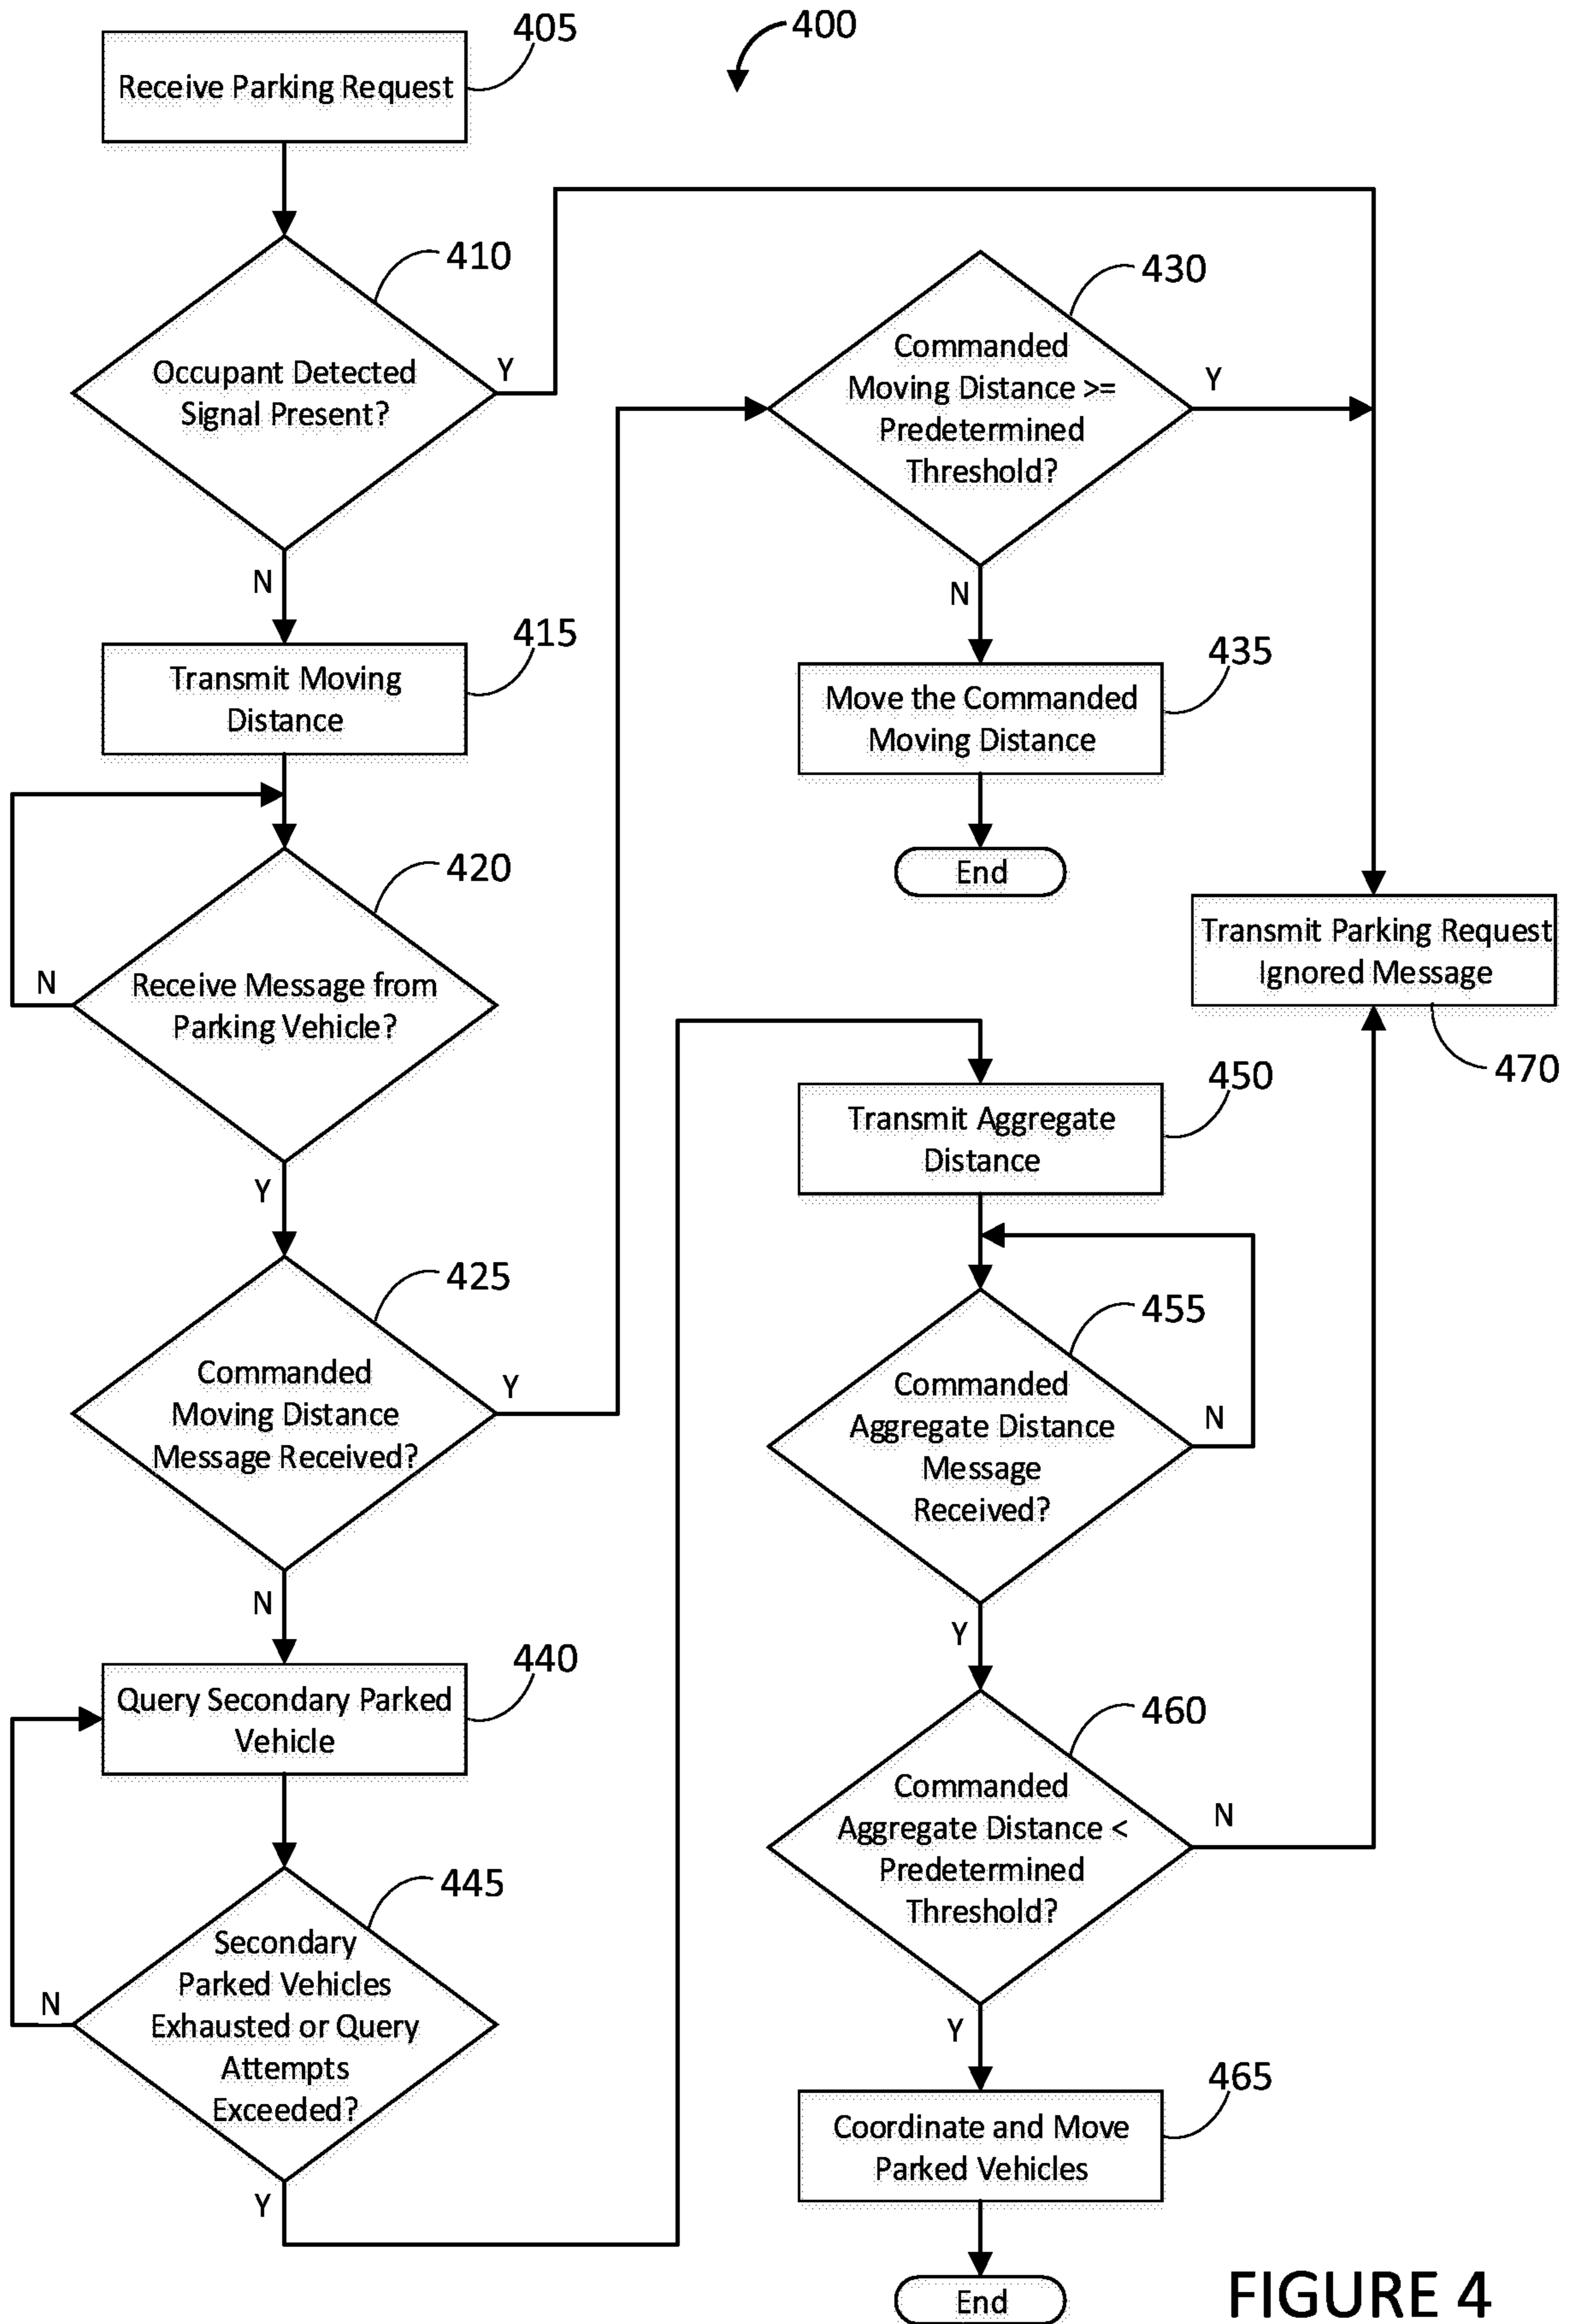 400
405
Receive Parking Request
410
Occupant Detected
Signal Present?
Y
N
415
Transmit Moving
Distance
420
Receive Message from
Parking Vehicle?
N
Y
425
Commanded
Moving Distance
Message Received?
Y
N
440
Query Secondary Parked
Vehicle
445
Secondary
Parked Vehicles
Exhausted or Query
Attempts
Exceeded?
N
Y
430
Commanded
Moving Distance >=
Predetermined
Threshold?
Y
N
435
Move the Commanded
Moving Distance
End
Transmit Parking Request
Ignored Message
470
450
Transmit Aggregate
Distance
455
Commanded
Aggregate Distance
Message
Received?
N
Y
460
Commanded
Aggregate Distance <
Predetermined
Threshold?
N
Y
465
Coordinate and Move
Parked Vehicles
End
FIGURE 4